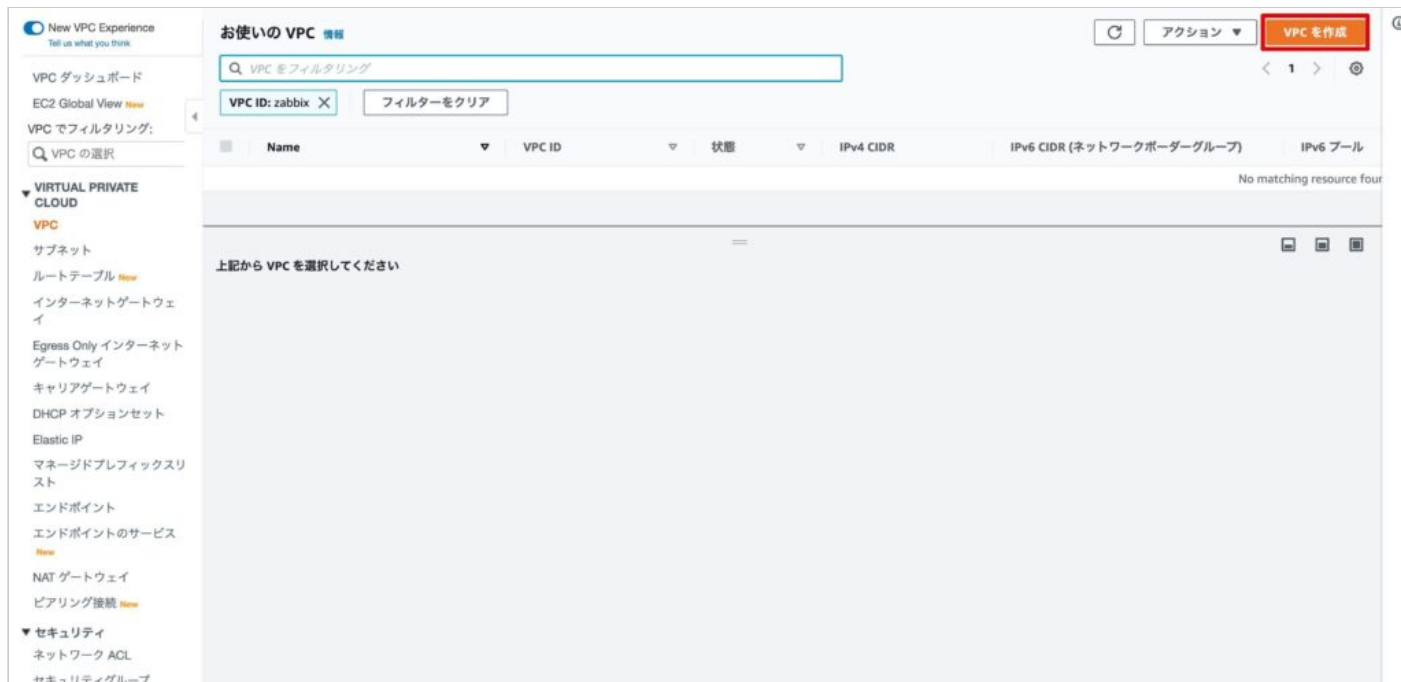 New VPC Experience
Tell us what you think
VPC ダッシュボード
EC2 Global View New
VPC でフィルタリング:
VPC の選択
VIRTUAL PRIVATE
CLOUD
VPC
サブネット
ルートテーブル New
インターネットゲートウェ
イ
Egress Only インターネット
ゲートウェイ
キャリアゲートウェイ
DHCP オプションセット
Elastic IP
マネージドプレフィックスリ
スト
エンドポイント
エンドポイントのサービス
New
NAT ゲートウェイ
ピアリング接続 New
セキュリティ
ネットワーク ACL
セキュリティグループ
お使いの VPC 情報
アクション
VPC を作成
VPC をフィルタリング
1
VPC ID: zabbix
フィルターをクリア
Name VPC ID 状態 IPv4 CIDR IPv6 CIDR (ネットワークボーダーグループ) IPv6 プール
No matching resource four
上記から VPC を選択してください